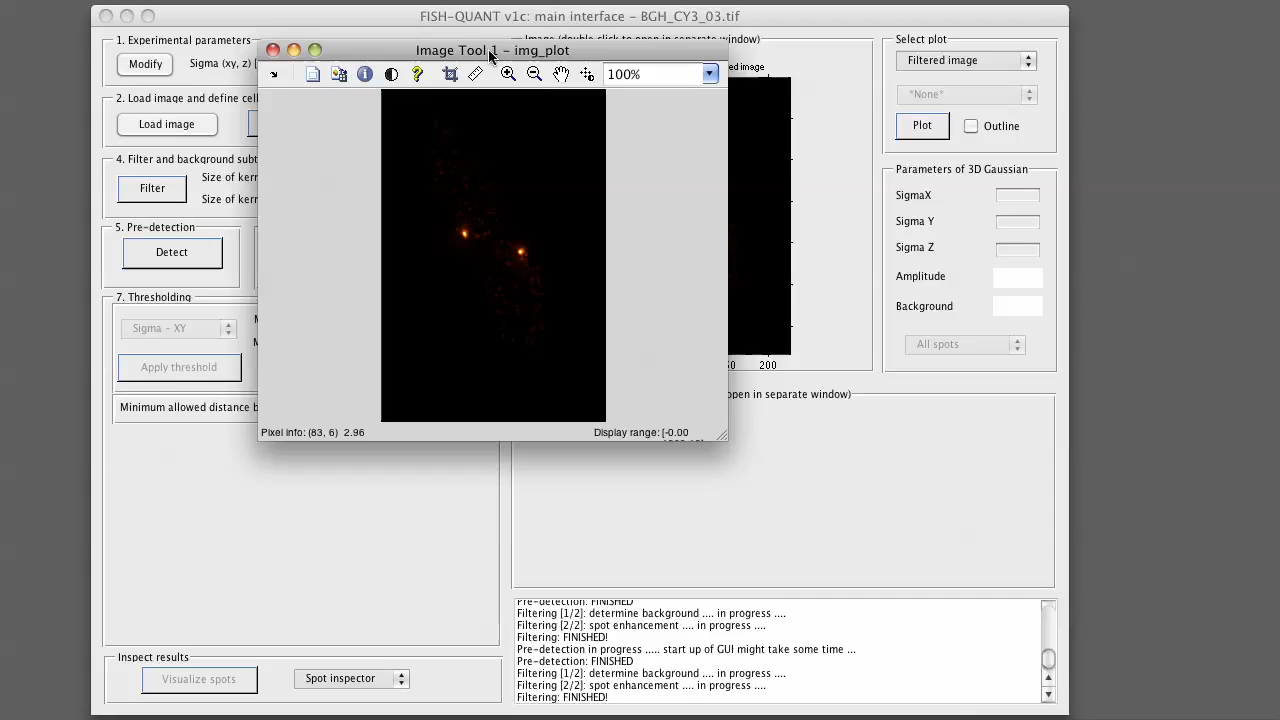 FISH-QUANT v1c: main interface - BGH_CY3_03.tif
1. Experimental parameters
Modify
Sigma (xy, z) [
2. Load image and define cell
Load image
4. Filter and background subt
Filter
Size of kern
Size of kern
5. Pre-detection
Detect
7. Thresholding
Sigma - XY
Apply threshold
Minimum allowed distance b
Inspect results
Visualize spots
Spot inspector
Image Tool 1 - img_plot
100%
Pixel info: (83, 6) 2.96
Display range: [-0.00
Image (double click to open in separate window)
ed image
50
200
open in separate window)
Select plot
Filtered image
*None*
Plot
Outline
Parameters of 3D Gaussian
SigmaX
Sigma Y
Sigma Z
Amplitude
Background
All spots
Pre-detection: FINISHED
Filtering [1/2]: determine background .... in progress ....
Filtering [2/2]: spot enhancement .... in progress ....
Filtering: FINISHED!
Pre-detection in progress ..... start up of GUI might take some time ...
Pre-detection: FINISHED
Filtering [1/2]: determine background .... in progress ....
Filtering [2/2]: spot enhancement .... in progress ....
Filtering: FINISHED!